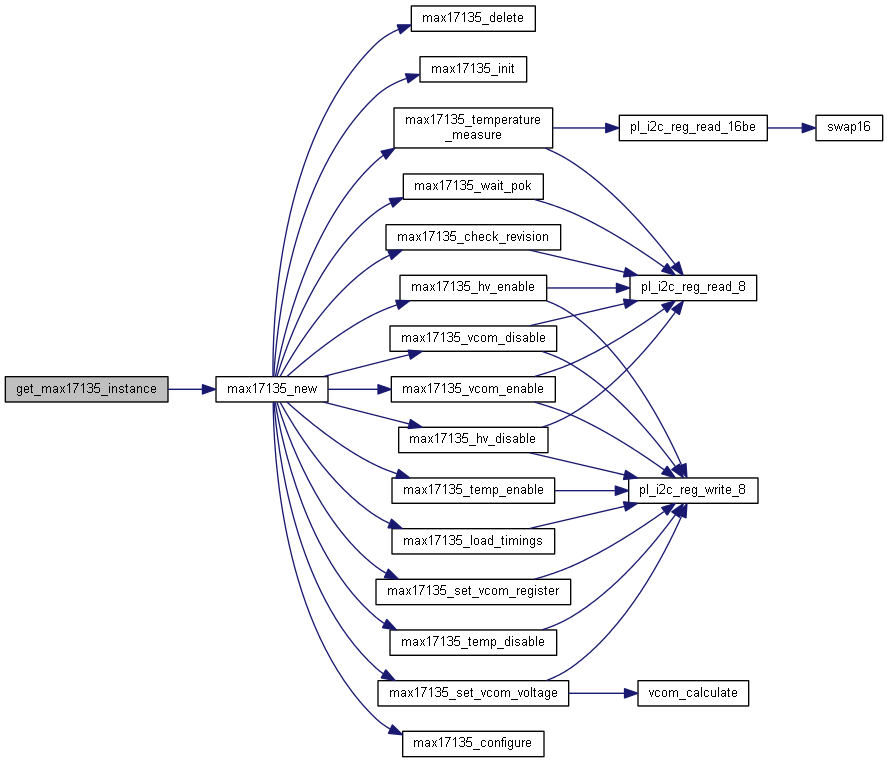 max17135_delete
max17135_init
max17135_temperature
_measure
pl_i2c_reg_read_16be
swap16
max17135_wait_pok
max17135_check_revision
max17135_hv_enable
pl_i2c_reg_read_8
max17135_vcom_disable
get_max17135_instance
max17135_new
max17135_vcom_enable
max17135_hv_disable
max17135_temp_enable
pl_i2c_reg_write_8
max17135_load_timings
max17135_set_vcom_register
max17135_temp_disable
max17135_set_vcom_voltage
vcom_calculate
max17135_configure